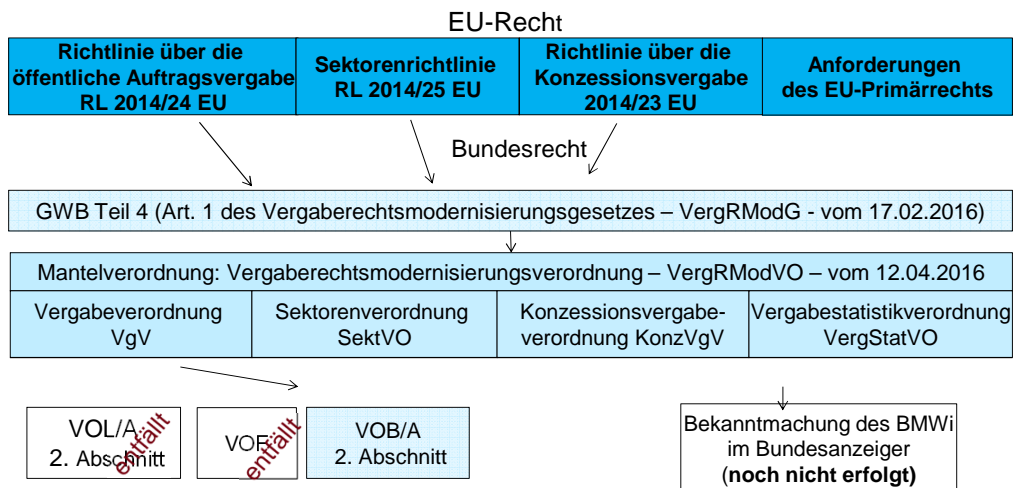 EU-Recht
Richtlinie über die
öffentliche Auftragsvergabe
RL 2014/24 EU
Sektorenrichtlinie
RL 2014/25 EU
Richtlinie über die
Konzessionsvergabe
2014/23 EU
Anforderungen
des EU-Primärrechts
Bundesrecht
GWB Teil 4 (Art. 1 des Vergaberechtsmodernisierungsgesetzes – VergRModG - vom 17.02.2016)
Mantelverordnung: Vergaberechtsmodernisierungsverordnung – VergRModVO – vom 12.04.2016
Vergabeverordnung
VgV
Sektorenverordnung
SektVO
Konzessionsvergabe-
verordnung KonzVgV
Vergabestatistikverordnung
VergStatVO
VOL/A
2. Abschnitt
entfällt
VOF
entfällt
VOB/A
2. Abschnitt
Bekanntmachung des BMWi
im Bundesanzeiger
(noch nicht erfolgt)